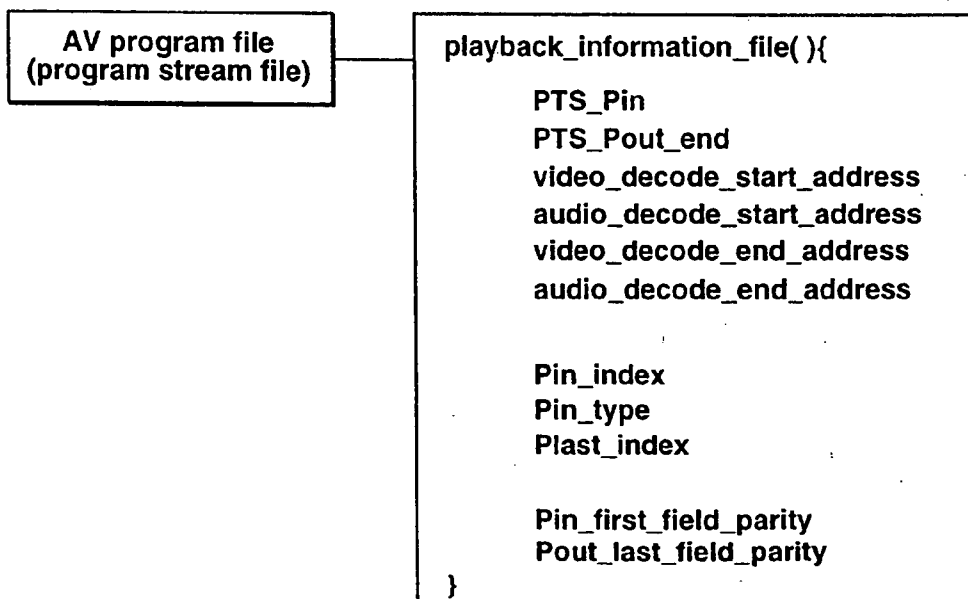 AV program file
(program stream file)
playback_information_file( ){
PTS_Pin
PTS_Pout_end
video_decode_start_address
audio_decode_start_address
video_decode_end_address
audio_decode_end_address
Pin_index
Pin_type
Plast_index
Pin_first_field_parity
Pout_last_field_parity
}